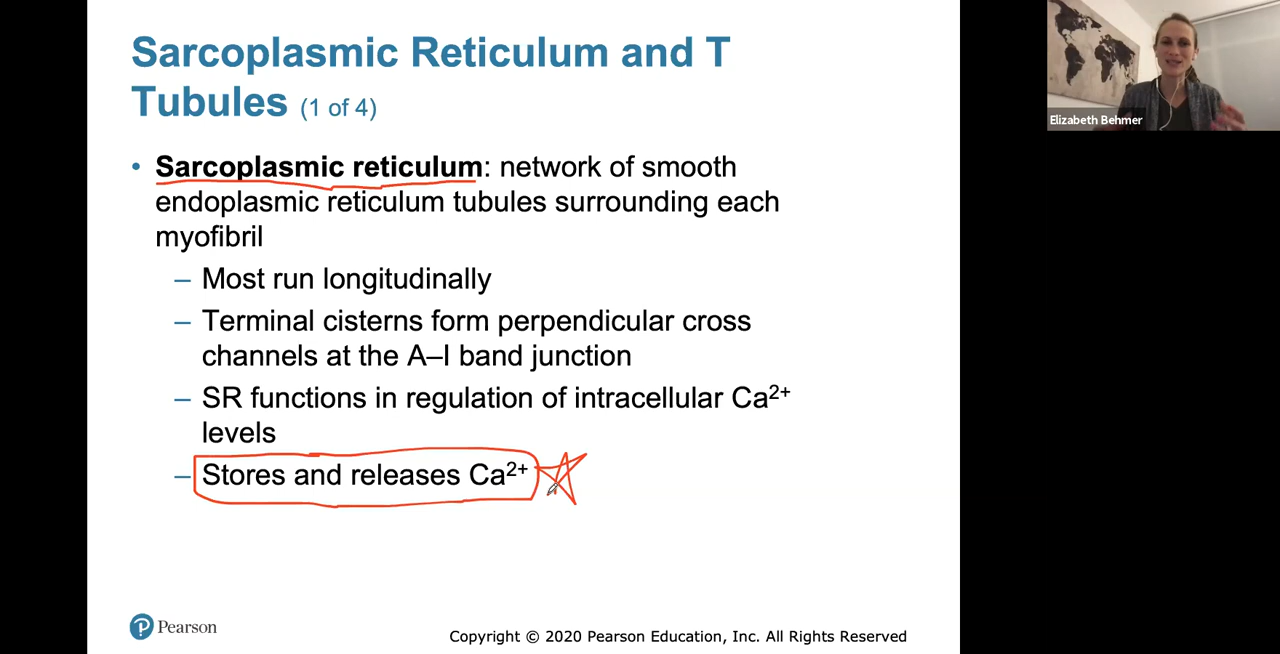 Sarcoplasmic Reticulum and T
Tubules (1 of 4)
• Sarcoplasmic reticulum: network of smooth
endoplasmic reticulum tubules surrounding each
myofibril
– Most run longitudinally
– Terminal cisterns form perpendicular cross
channels at the A–I band junction
– SR functions in regulation of intracellular Ca²⁺
levels
– Stores and releases Ca²⁺
P Pearson
Copyright © 2020 Pearson Education, Inc. All Rights Reserved
Elizabeth Behmer